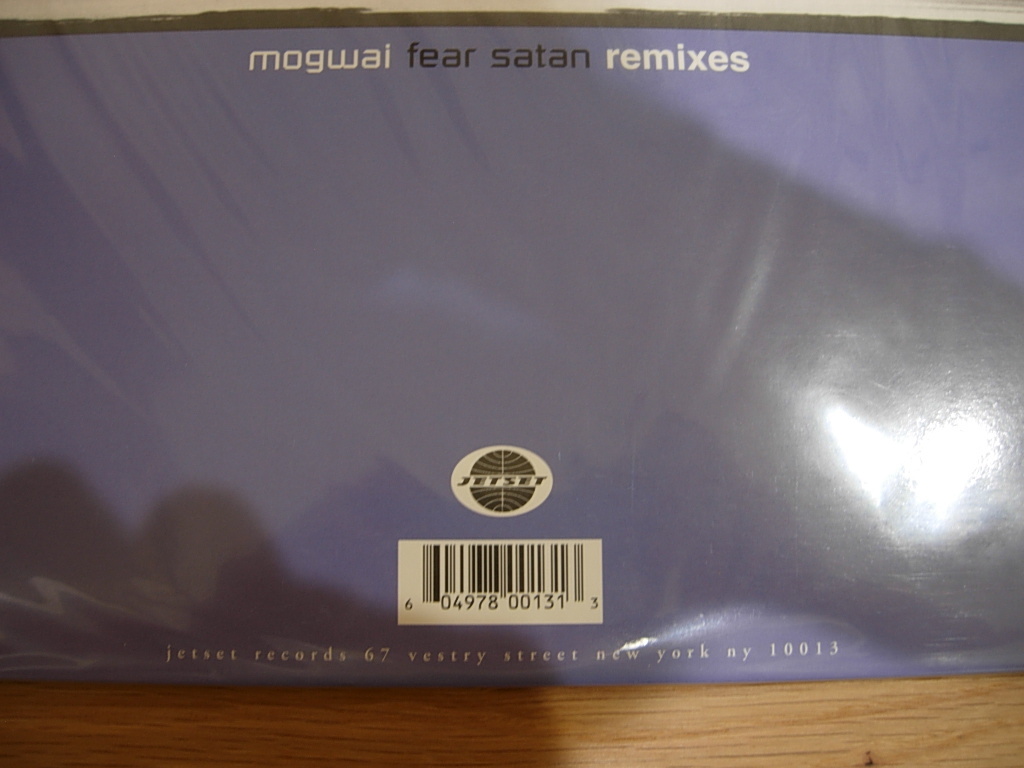 mogwai fear satan remixes
JETSET
6 04978 00131 3
jetset records 67 vestry street new york ny 10013